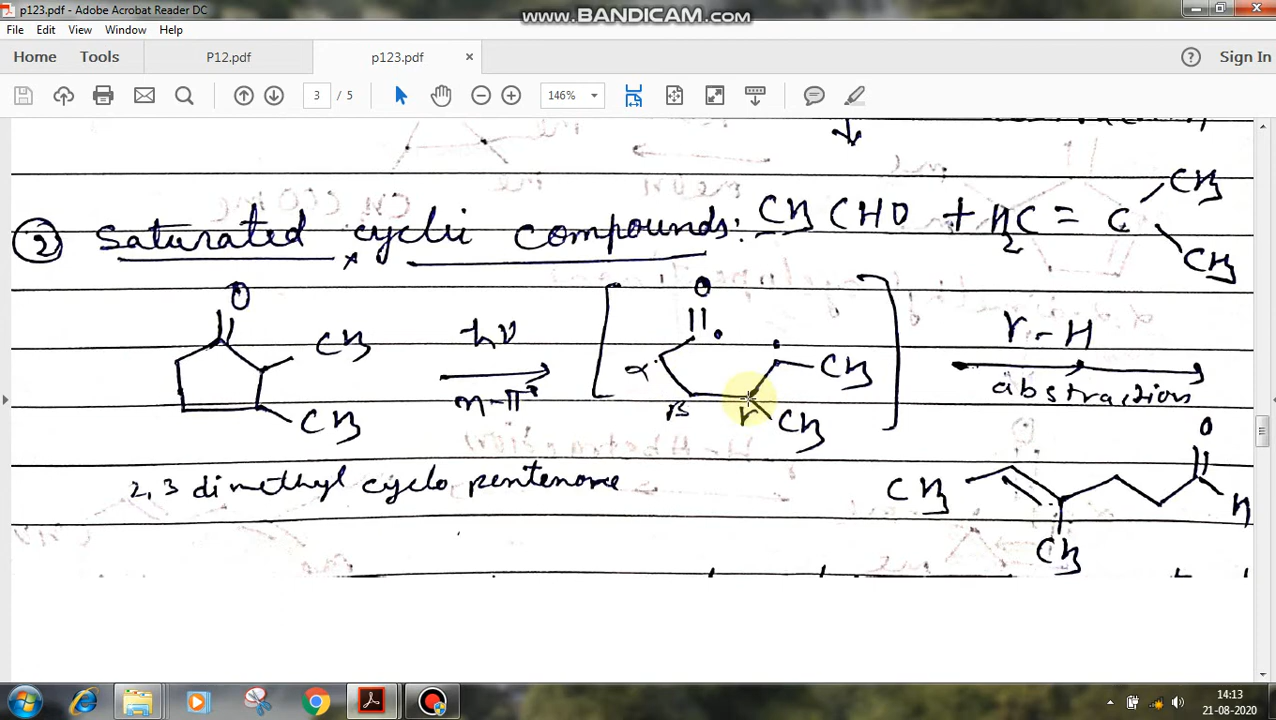 p123.pdf - Adobe Acrobat Reader DC
WWW.BANDICAM.COM
File Edit View Window Help
Home Tools P12.pdf p123.pdf × Sign In
3 / 5 146%
② Saturated cyclic compounds: CH3 CHO + H2C = C CH3 CH3
O CH3 CH3
hν
n-π*
O α β r CH3 CH3
r-H
abstraction
2,3 dimethyl cyclo pentenone
CH3 CH3 O H
14:13
21-08-2020